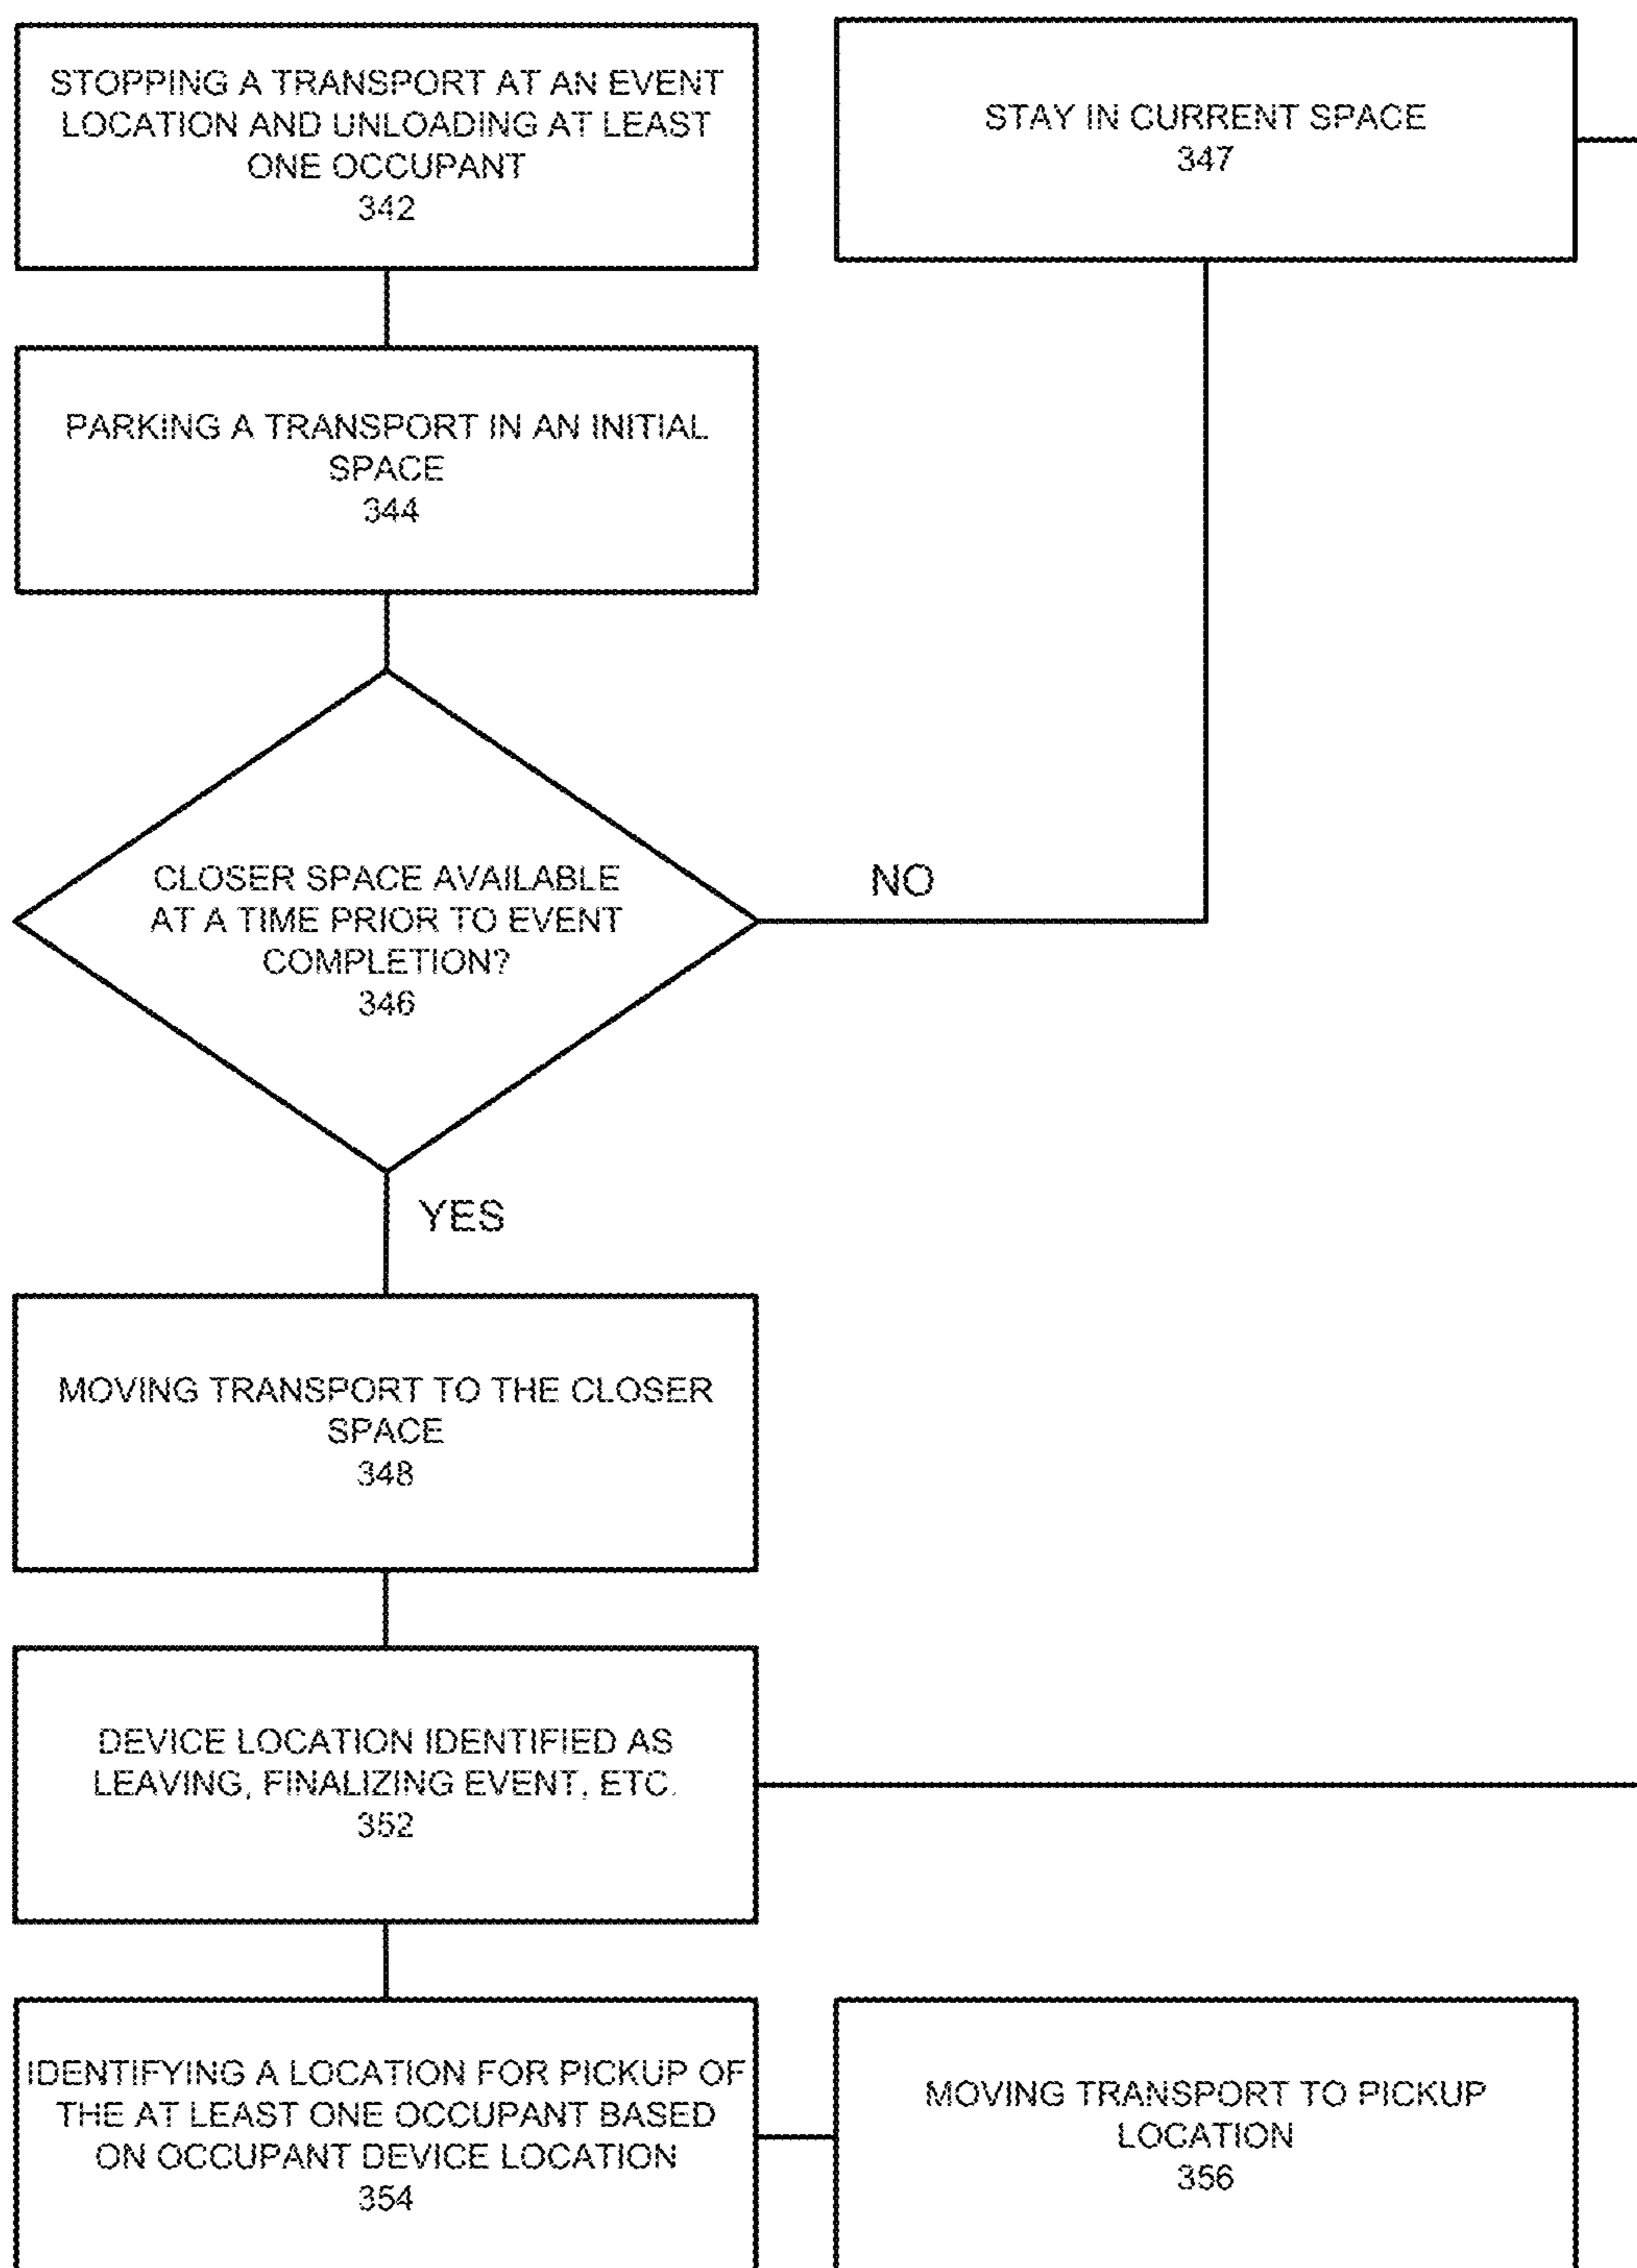 STOPPING A TRANSPORT AT AN EVENT
LOCATION AND UNLOADING AT LEAST
ONE OCCUPANT
342
STAY IN CURRENT SPACE
347
PARKING A TRANSPORT IN AN INITIAL
SPACE
344
CLOSER SPACE AVAILABLE
AT A TIME PRIOR TO EVENT
COMPLETION?
346
NO
YES
MOVING TRANSPORT TO THE CLOSER
SPACE
348
DEVICE LOCATION IDENTIFIED AS
LEAVING, FINALIZING EVENT, ETC.
352
IDENTIFYING A LOCATION FOR PICKUP OF
THE AT LEAST ONE OCCUPANT BASED
ON OCCUPANT DEVICE LOCATION
354
MOVING TRANSPORT TO PICKUP
LOCATION
356